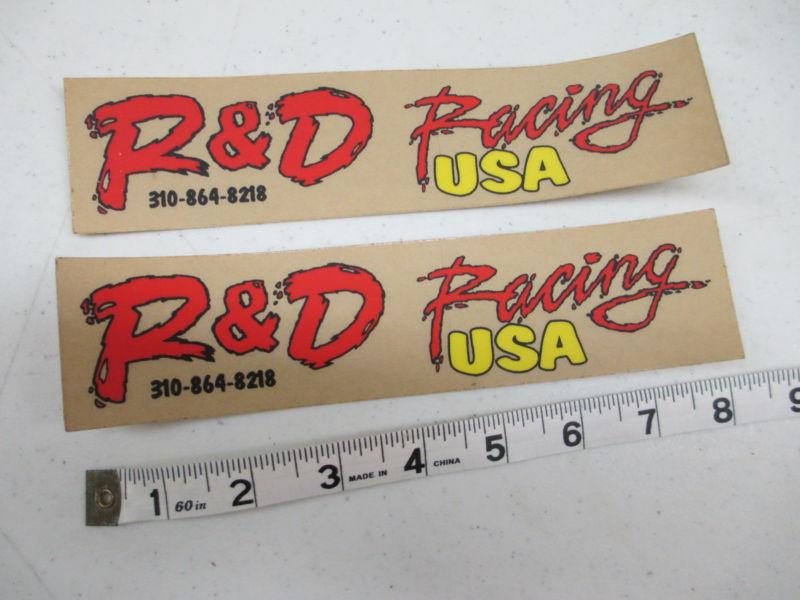 R&D Racing
USA
310-864-8218
R&D Racing
USA
310-864-8218
1 60in 2 3 MADE IN 4 CHINA 5 6 7 8 9